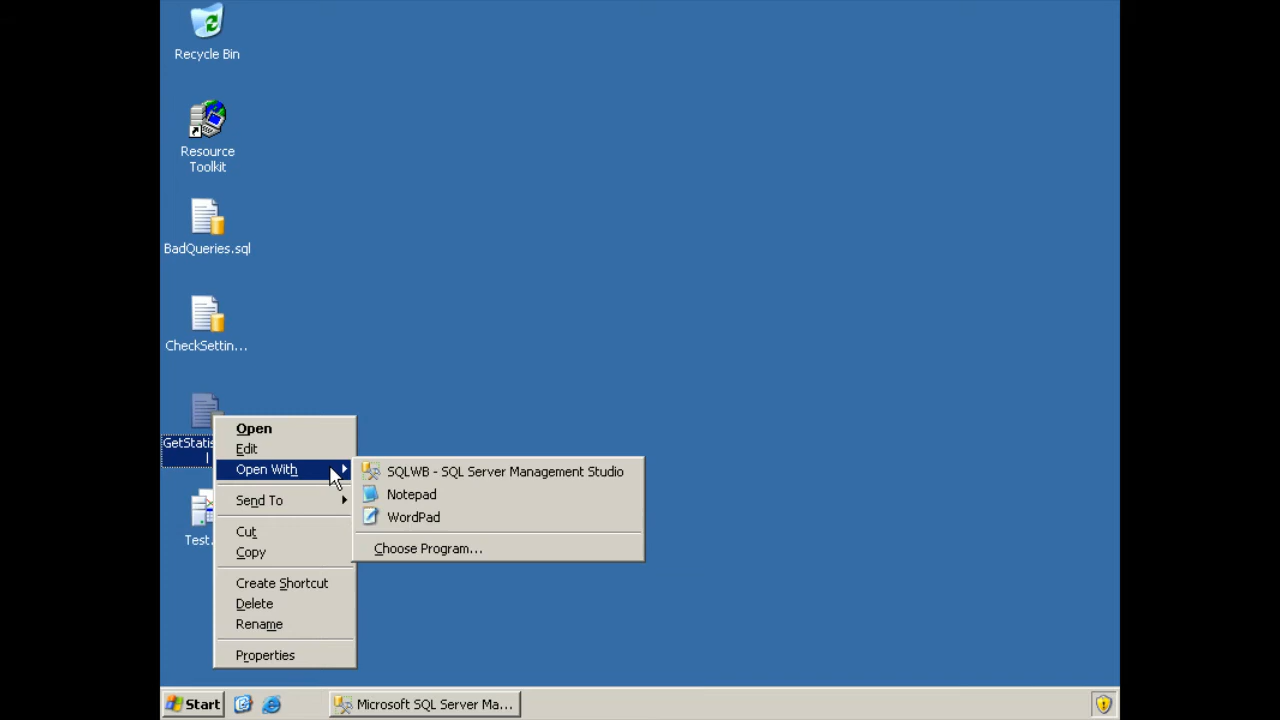 Recycle Bin
Resource
Toolkit
BadQueries.sql
CheckSettin...
GetStatis
l
Test.
Open
Edit
Open With
Send To
Cut
Copy
Create Shortcut
Delete
Rename
Properties
SQLWB - SQL Server Management Studio
Notepad
WordPad
Choose Program...
Start
Microsoft SQL Server Ma...